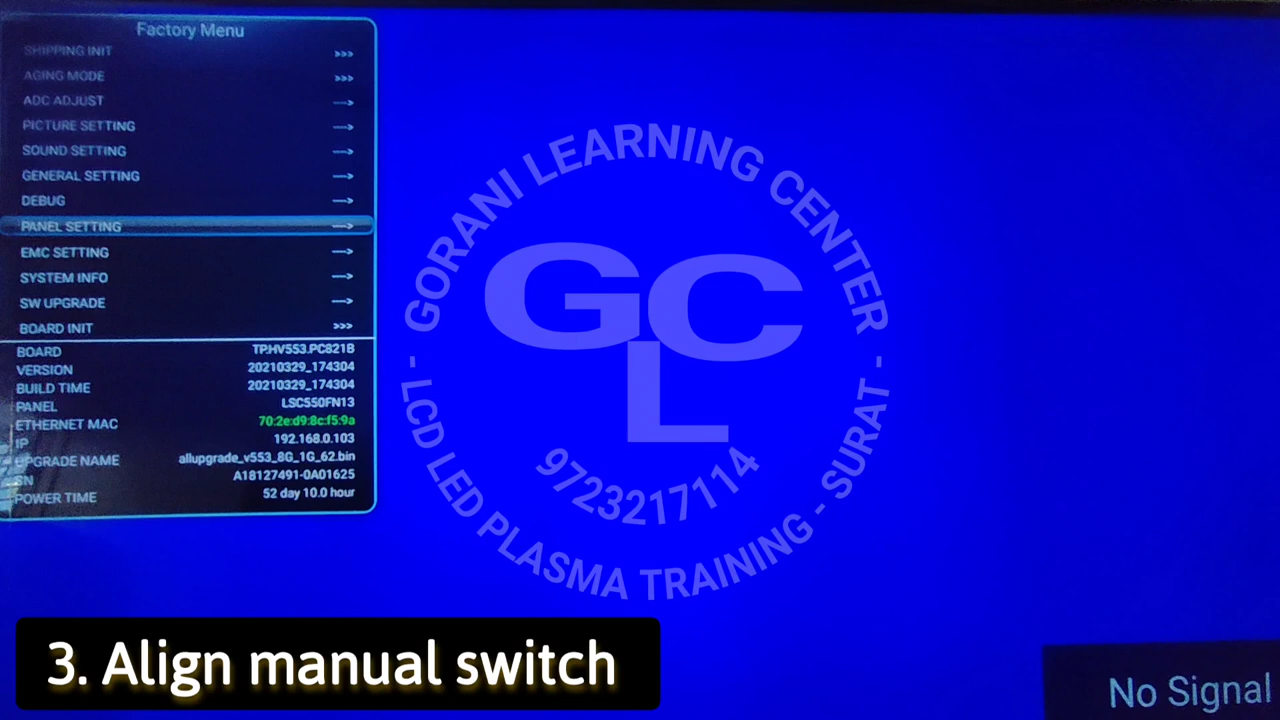 Factory Menu
SHIPPING INIT >>>
AGING MODE >>>
ADC ADJUST --->
PICTURE SETTING --->
SOUND SETTING --->
GENERAL SETTING --->
DEBUG --->
PANEL SETTING --->
EMC SETTING --->
SYSTEM INFO --->
SW UPGRADE --->
BOARD INIT >>>
BOARD TP.HV553.PC821B
VERSION 20210329_174304
BUILD TIME 20210329_174304
PANEL LSC550FN13
ETHERNET MAC 70:2e:d9:8c:f5:9a
IP 192.168.0.103
UPGRADE NAME allupgrade_v553_8G_1G_62.bin
SN A18127491-0A01625
POWER TIME 52 day 10.0 hour
GORANI LEARNING CENTER
GCL
9723217114
- LCD LED PLASMA TRAINING - SURAT -
3. Align manual switch
No Signal